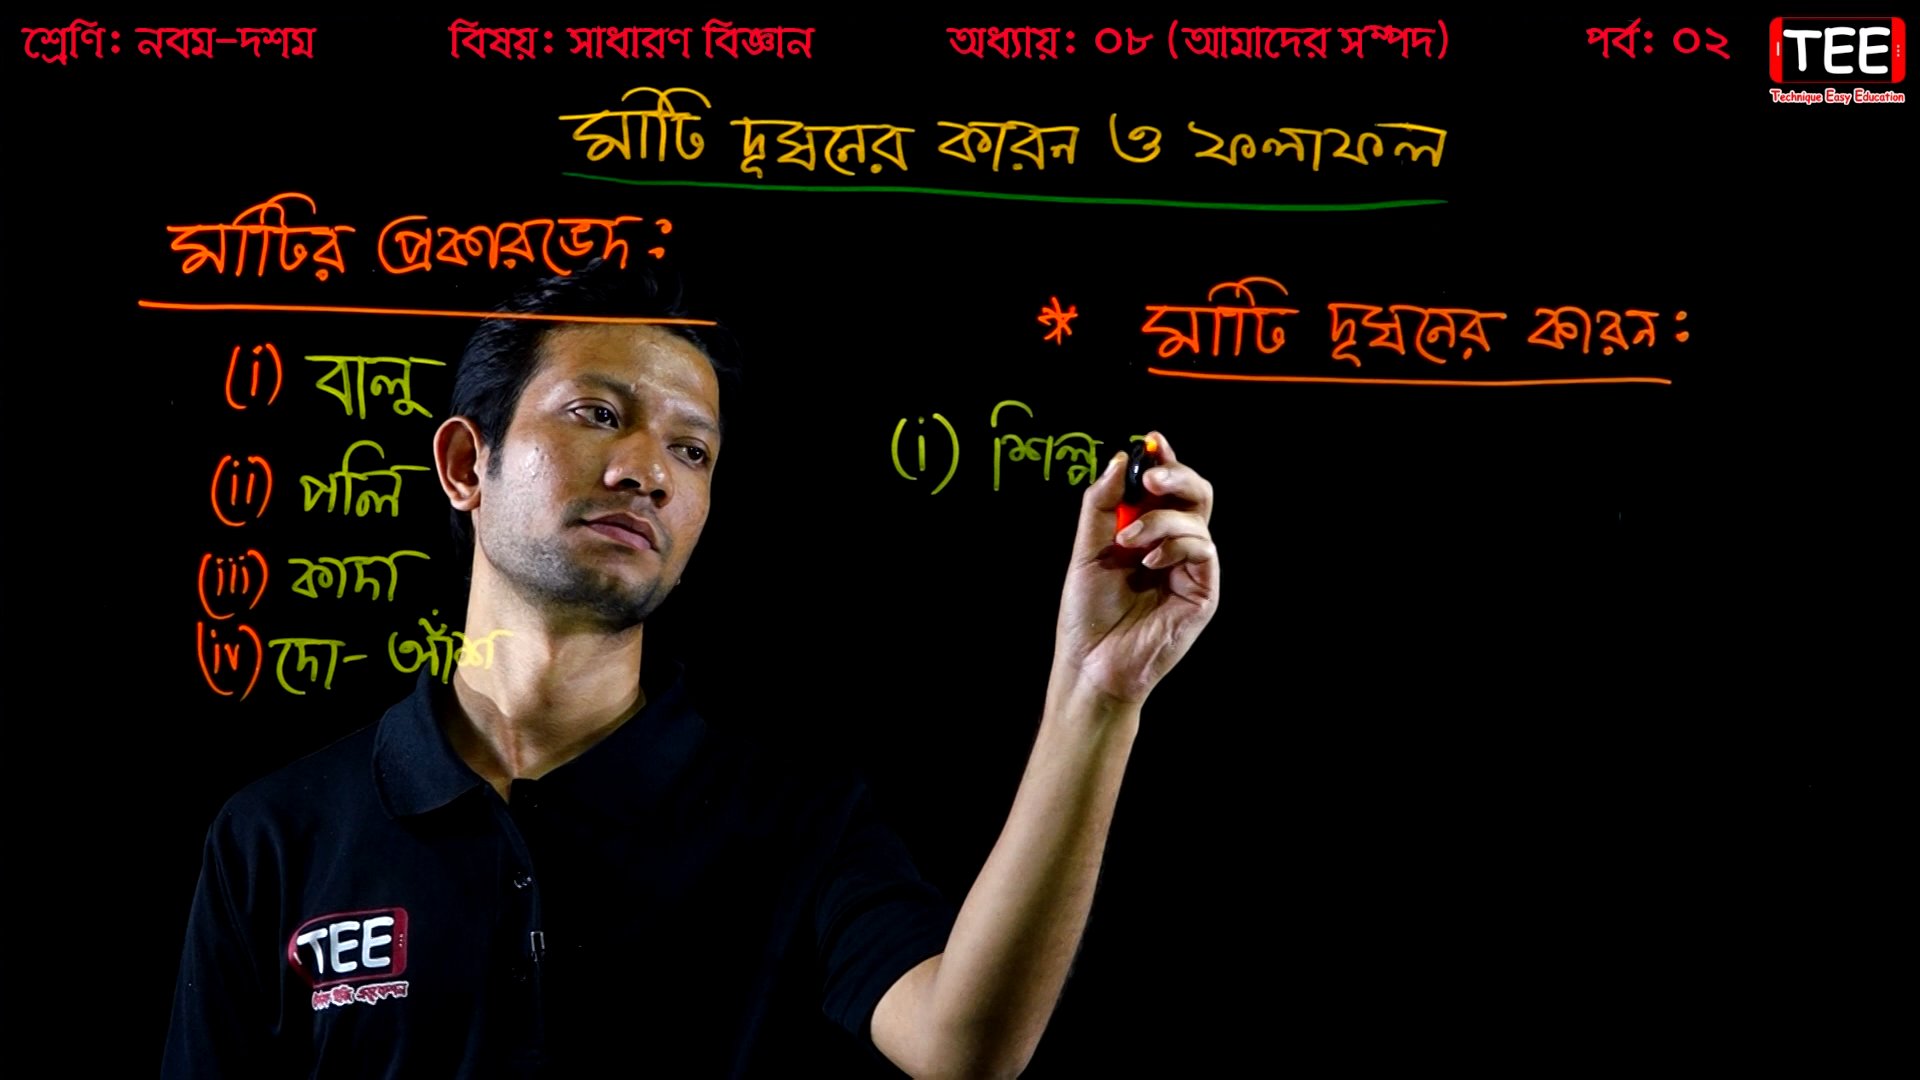 শ্রেণি: নবম-দশম বিষয়: সাধারণ বিজ্ঞান অধ্যায়: ০৮ (আমাদের সম্পদ) পর্ব: ০২
TEE
Technique Easy Education
মাটি দূষনের কারন ও ফলাফল
মাটির প্রকারভেদ:
(i) বালু
(ii) পলি
(iii) কাদা
(iv) দো-আঁশ
* মাটি দূষনের কারন:
(i) শিল্প
TEE